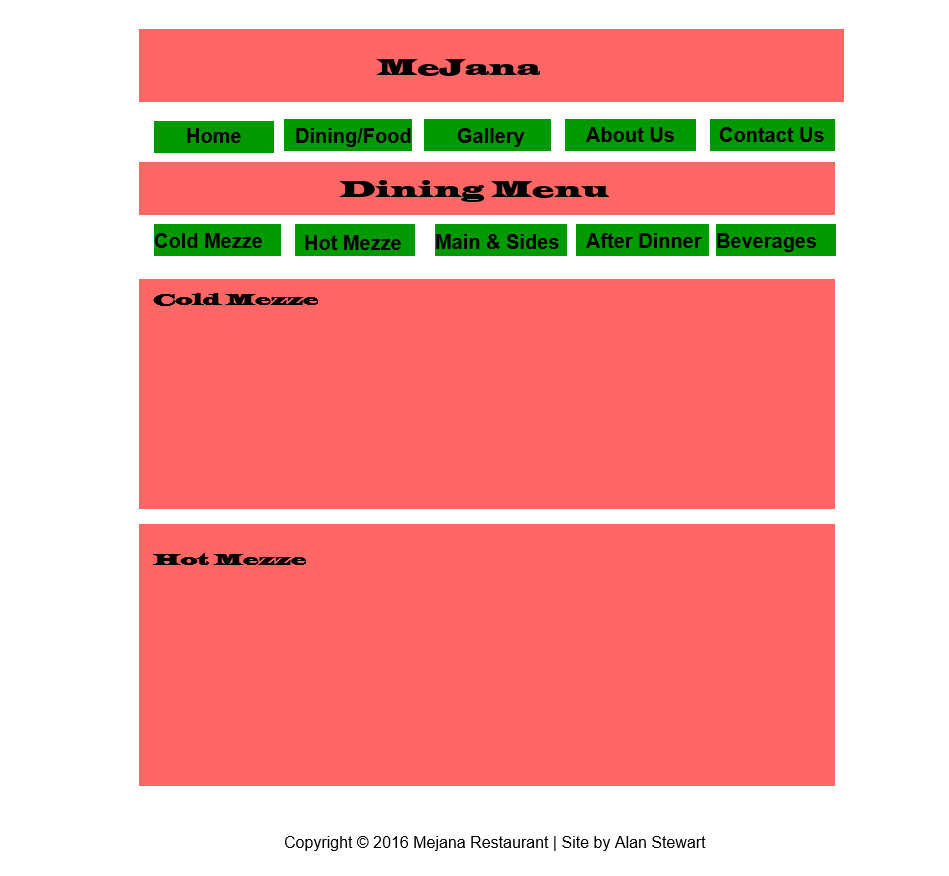 MeJana
Home Dining/Food Gallery About Us Contact Us
Dining Menu
Cold Mezze Hot Mezze Main & Sides After Dinner Beverages
Cold Mezze
Hot Mezze
Copyright © 2016 Mejana Restaurant | Site by Alan Stewart